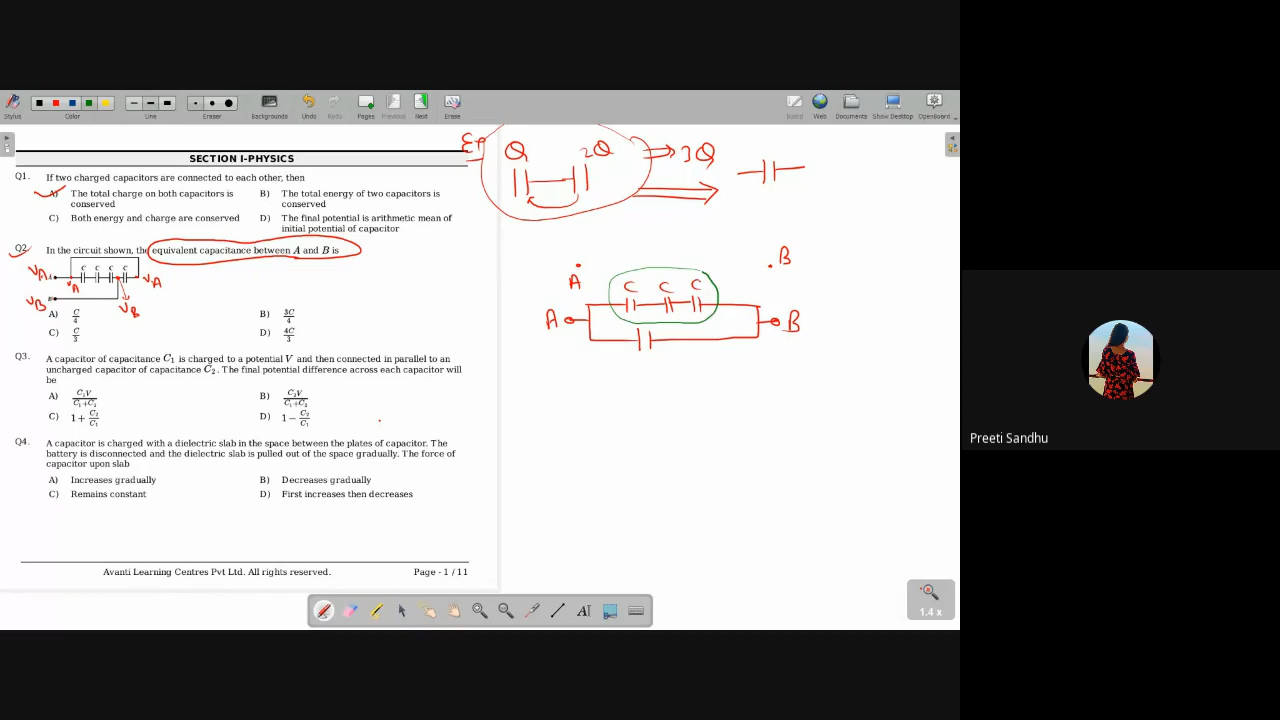 Stylus
Color
Line
Eraser
Backgrounds
Undo
Redo
Pages
Previous
Next
Erase
Board
Web
Documents
Show Desktop
OpenBoard
SECTION I-PHYSICS
Q1. If two charged capacitors are connected to each other, then
A) The total charge on both capacitors is conserved
B) The total energy of two capacitors is conserved
C) Both energy and charge are conserved
D) The final potential is arithmetic mean of initial potential of capacitor
Q2. In the circuit shown, the equivalent capacitance between A and B is
C C C C
V_A A V_A V_A
V_B B V_B
A) C/4
B) 3C/4
C) C/3
D) 4C/3
Q3. A capacitor of capacitance C₁ is charged to a potential V and then connected in parallel to an
uncharged capacitor of capacitance C₂. The final potential difference across each capacitor will
be
A) C₁V/(C₁+C₂)
B) C₂V/(C₁+C₂)
C) 1 + C₂/C₁
D) 1 − C₂/C₁
Q4. A capacitor is charged with a dielectric slab in the space between the plates of capacitor. The
battery is disconnected and the dielectric slab is pulled out of the space gradually. The force of
capacitor upon slab
A) Increases gradually
B) Decreases gradually
C) Remains constant
D) First increases then decreases
Avanti Learning Centres Pvt Ltd. All rights reserved.
Page - 1 / 11
Q 2Q 3Q
A B
C C C
A B
1.4 x
Preeti Sandhu